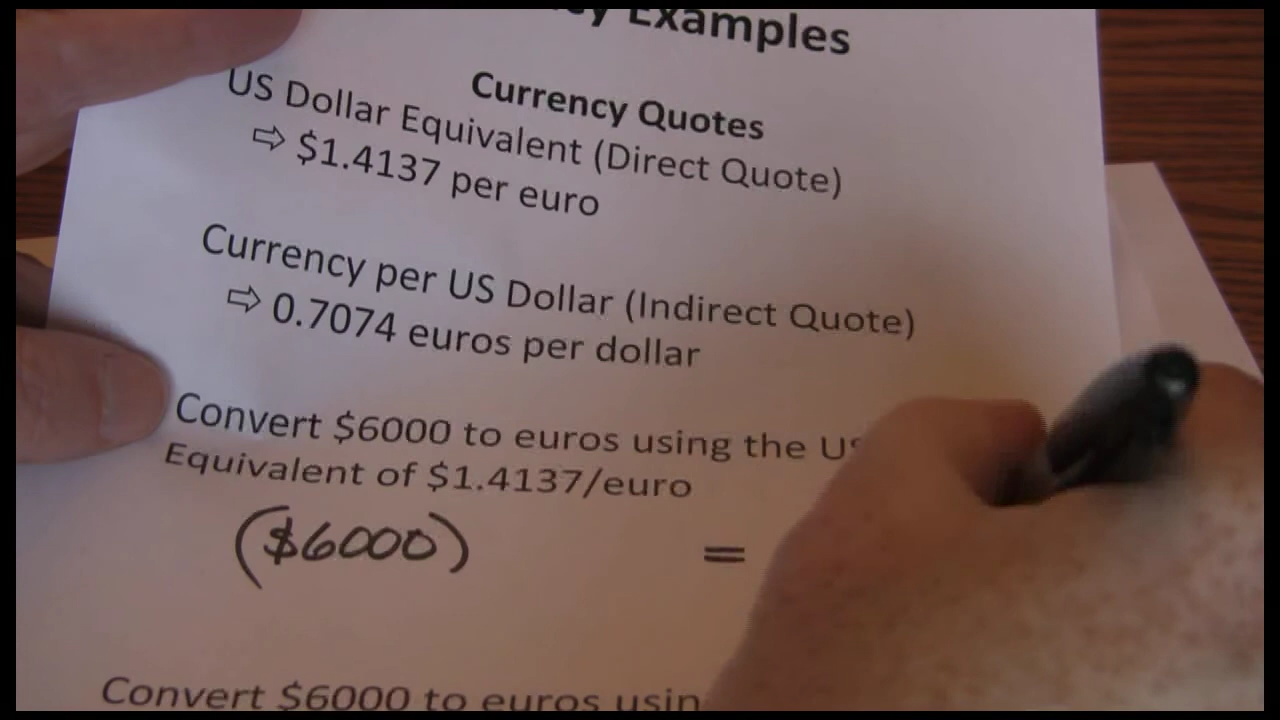 Examples
Currency Quotes
US Dollar Equivalent (Direct Quote)
⇨ $1.4137 per euro
Currency per US Dollar (Indirect Quote)
⇨ 0.7074 euros per dollar
Convert $6000 to euros using the US
Equivalent of $1.4137/euro
($6000) =
Convert $6000 to euros